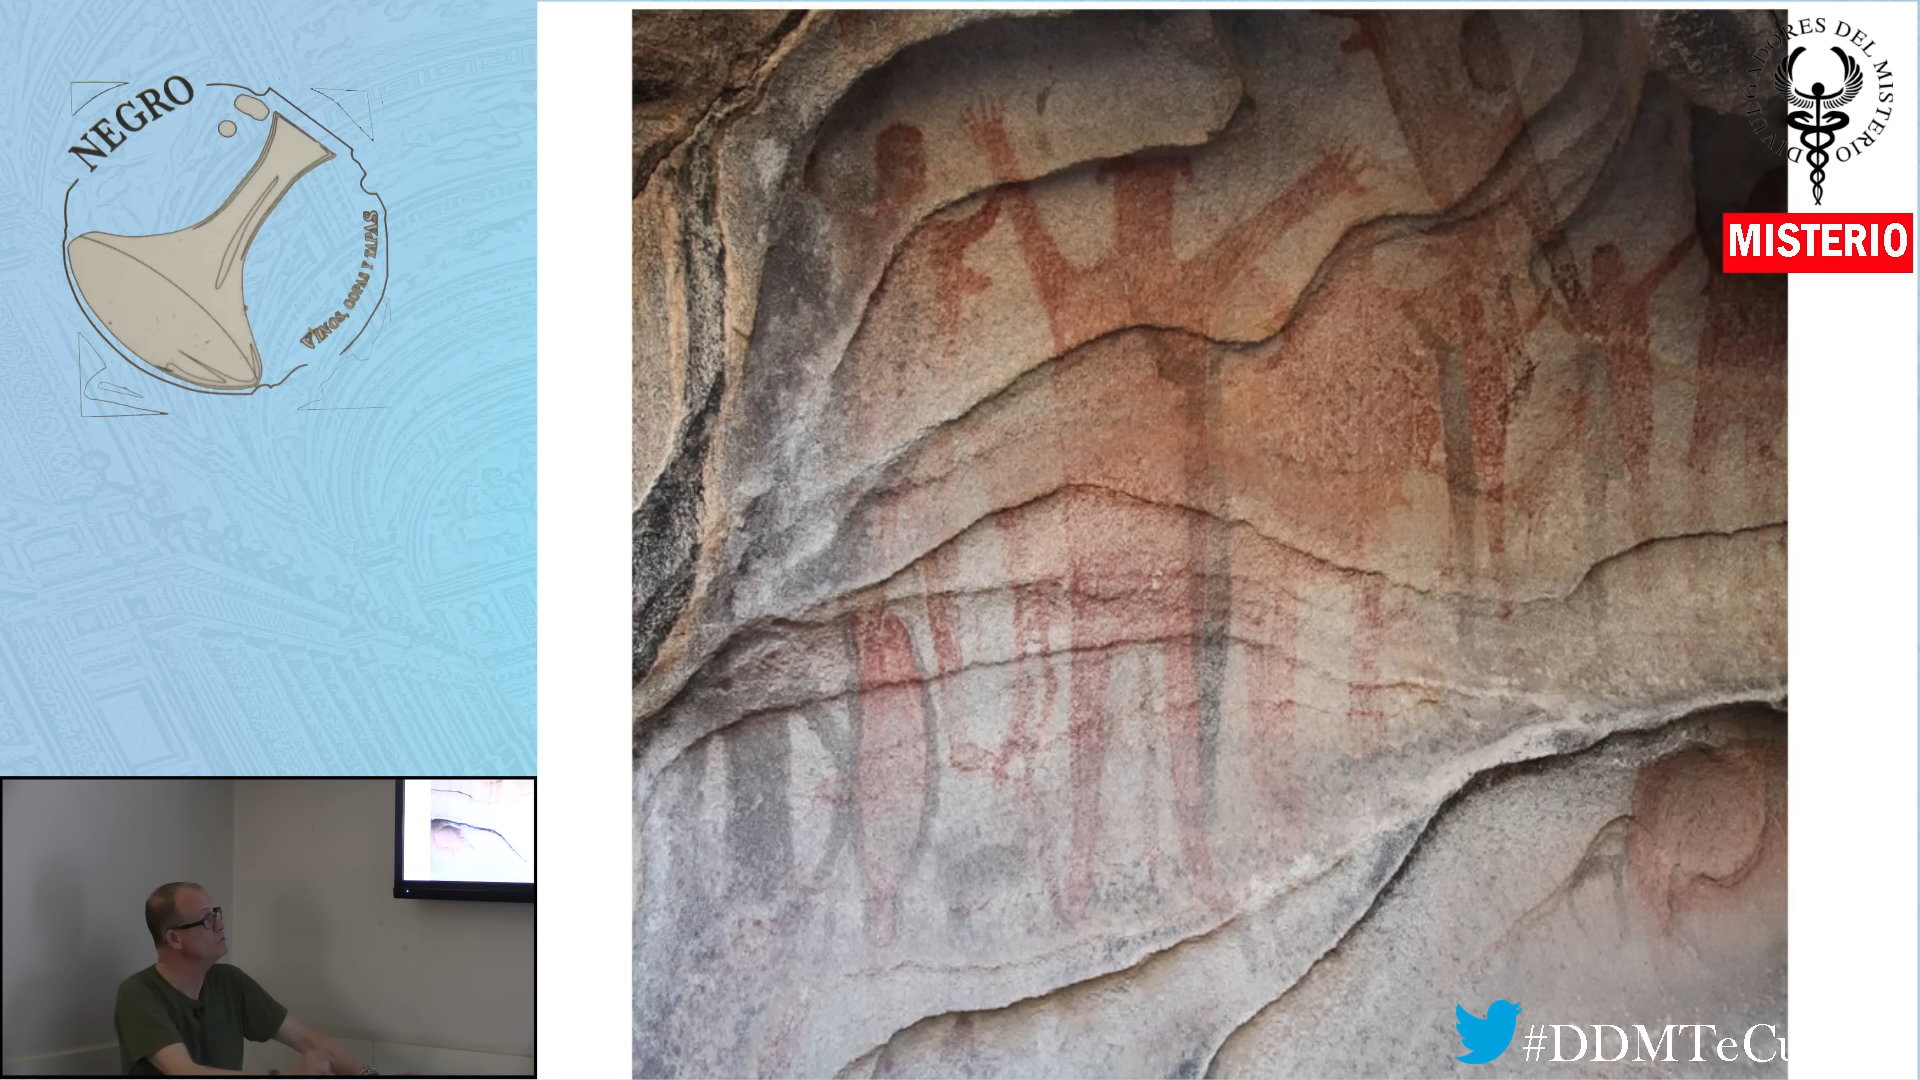 NEGRO
VINOS, COPAS Y TAPAS
DIVULGADORES DEL MISTERIO
MISTERIO
#DDMTeCu